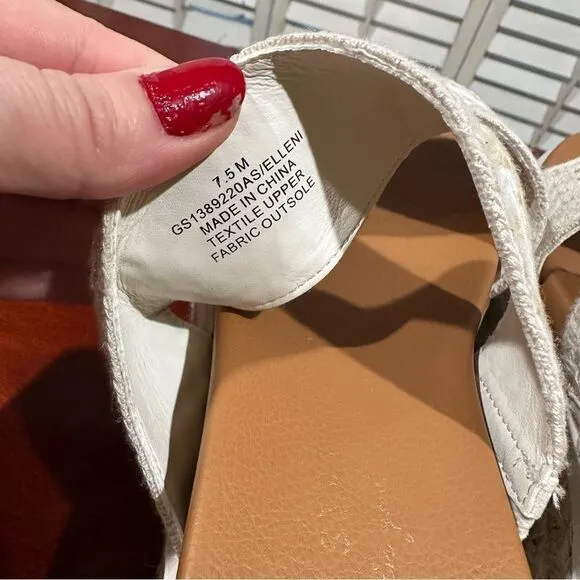 7.5 M
GS1389220AS/ELLENI
MADE IN CHINA
TEXTILE UPPER
FABRIC OUTSOLE